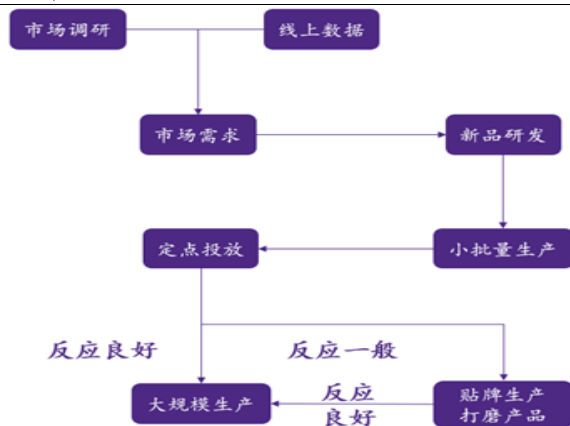 市场调研
线上数据
市场需求
新品研发
定点投放
小批量生产
反应良好
反应一般
大规模生产
反应
良好
贴牌生产
打磨产品